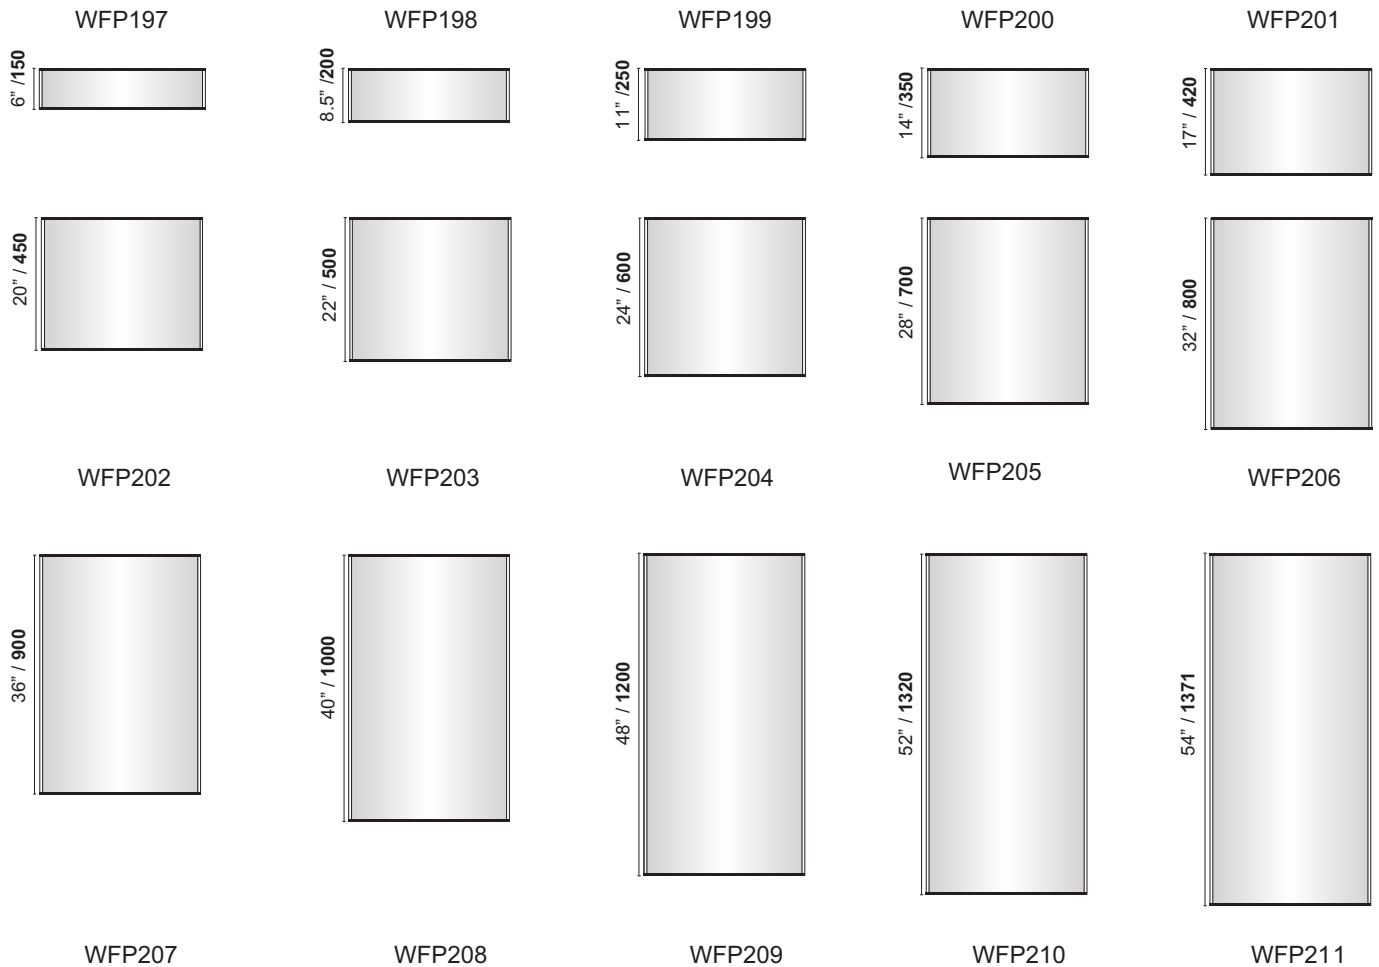 WFP197 WFP198 WFP199 WFP200 WFP201
6” /150 8.5” /200 11” /250 14” /350 17” / 420
20” / 450 22” / 500 24” / 600 28” / 700 32” / 800
WFP202 WFP203 WFP204 WFP205 WFP206
36” / 900 40” / 1000 48” / 1200 52” / 1320 54” / 1371
WFP207 WFP208 WFP209 WFP210 WFP211